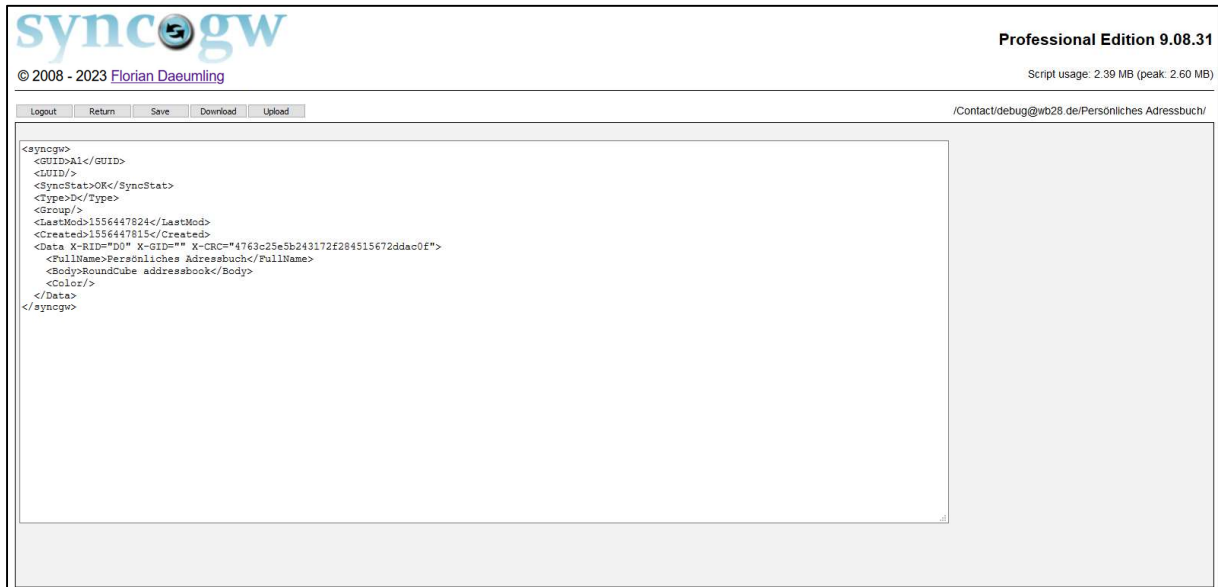 syncgw
Professional Edition 9.08.31
© 2008 - 2023 Florian Daeumling
Script usage: 2.39 MB (peak: 2.60 MB)
Logout Return Save Download Upload
/Contact/debug@wb28.de/Persönliches Adressbuch/
<syncgw>
<GUID>A1</GUID>
<LUID/>
<SyncStat>OK</SyncStat>
<Type>D</Type>
<Group/>
<LastMod>1556447824</LastMod>
<Created>1556447815</Created>
<Data X-RID="D0" X-GID="" X-CRC="4763c25e5b243172f284515672ddac0f">
<FullName>Persönliches Adressbuch</FullName>
<Body>RoundCube addressbook</Body>
<Color/>
</Data>
</syncgw>